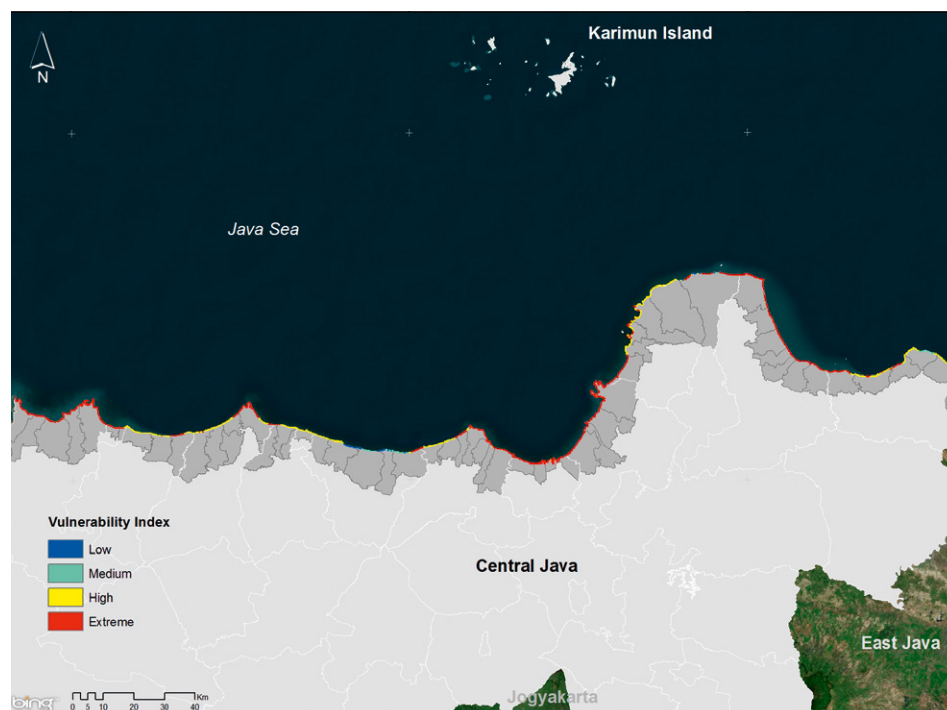 Karimun Island
N
Java Sea
Vulnerability Index
Low
Medium
High
Extreme
Central Java
East Java
Jogyakarta
bing
Km
0 5 10 20 30 40